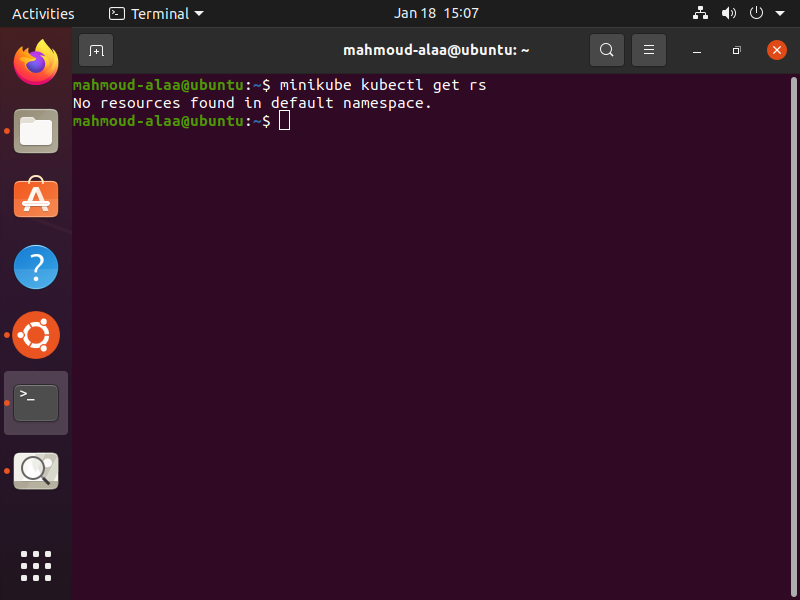 Activities Terminal Jan 18 15:07
mahmoud-alaa@ubuntu: ~
mahmoud-alaa@ubuntu:~$ minikube kubectl get rs
No resources found in default namespace.
mahmoud-alaa@ubuntu:~$